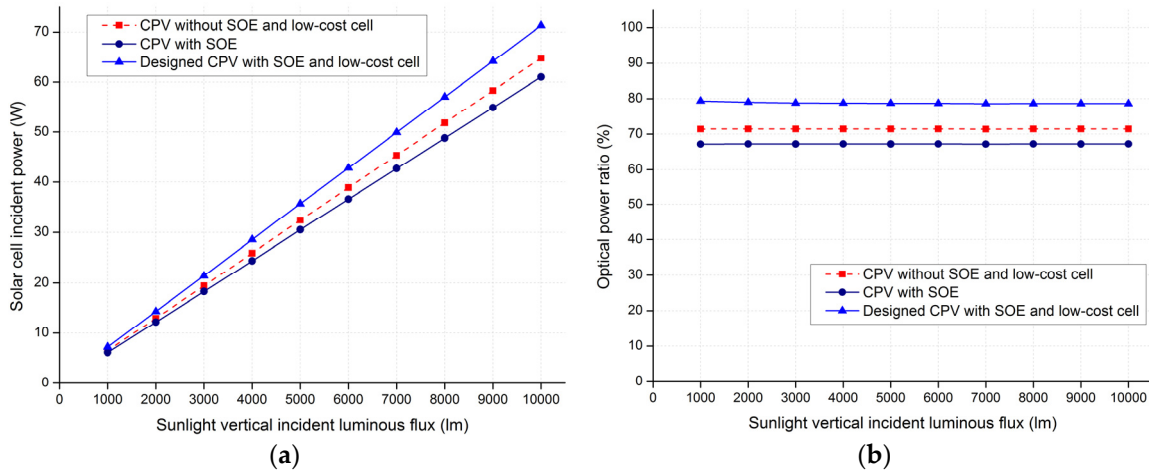 CPV without SOE and low-cost cell
CPV with SOE
Designed CPV with SOE and low-cost cell
Solar cell incident power (W)
70
60
50
40
30
20
10
0
0 1000 2000 3000 4000 5000 6000 7000 8000 9000 10000
Sunlight vertical incident luminous flux (lm)
(a)
Optical power ratio (%)
100
90
80
70
60
50
40
30
20
10
0
CPV without SOE and low-cost cell
CPV with SOE
Designed CPV with SOE and low-cost cell
0 1000 2000 3000 4000 5000 6000 7000 8000 9000 10000
Sunlight vertical incident luminous flux (lm)
(b)